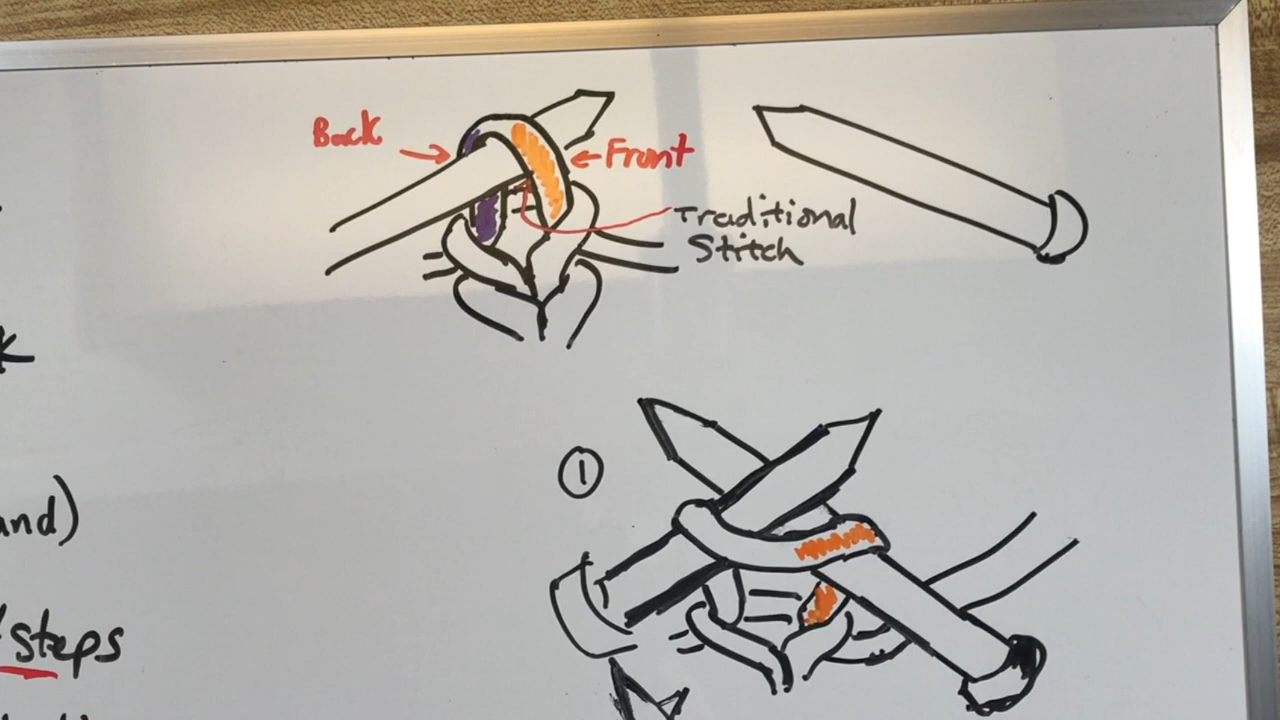 Back
Front
Traditional
Stitch
①
and)
steps